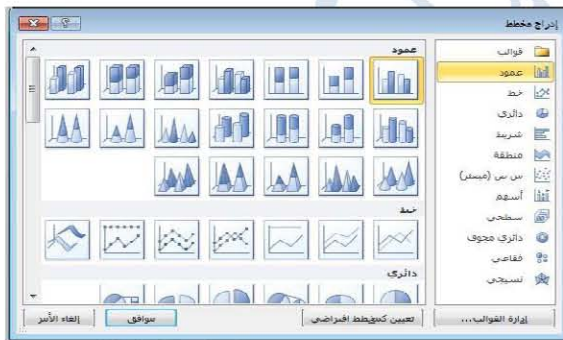 إدراج مخطط
قوالب
عمود
خط
دائري
شريط
منطقة
س س (مبعثر)
أسهم
سطحي
دائري مجوف
فقاعي
نسيجي
عمود
خط
دائري
إدارة القوالب...
تعيين كمخطط افتراضي
موافق
إلغاء الأمر